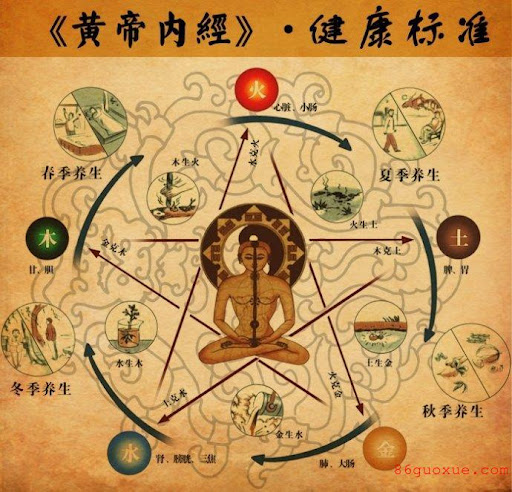 《黄帝内經》·健康标准
火
心脏、小肠
春季养生
木生火
水克火
夏季养生
火生土
木
甘、胆
金克木
木克土
土
脾、胃
水生木
土生金
冬季养生
土克水
火克金
秋季养生
金生水
水
肾、膀胱、三焦
肺、大肠
金
86guoxue.com